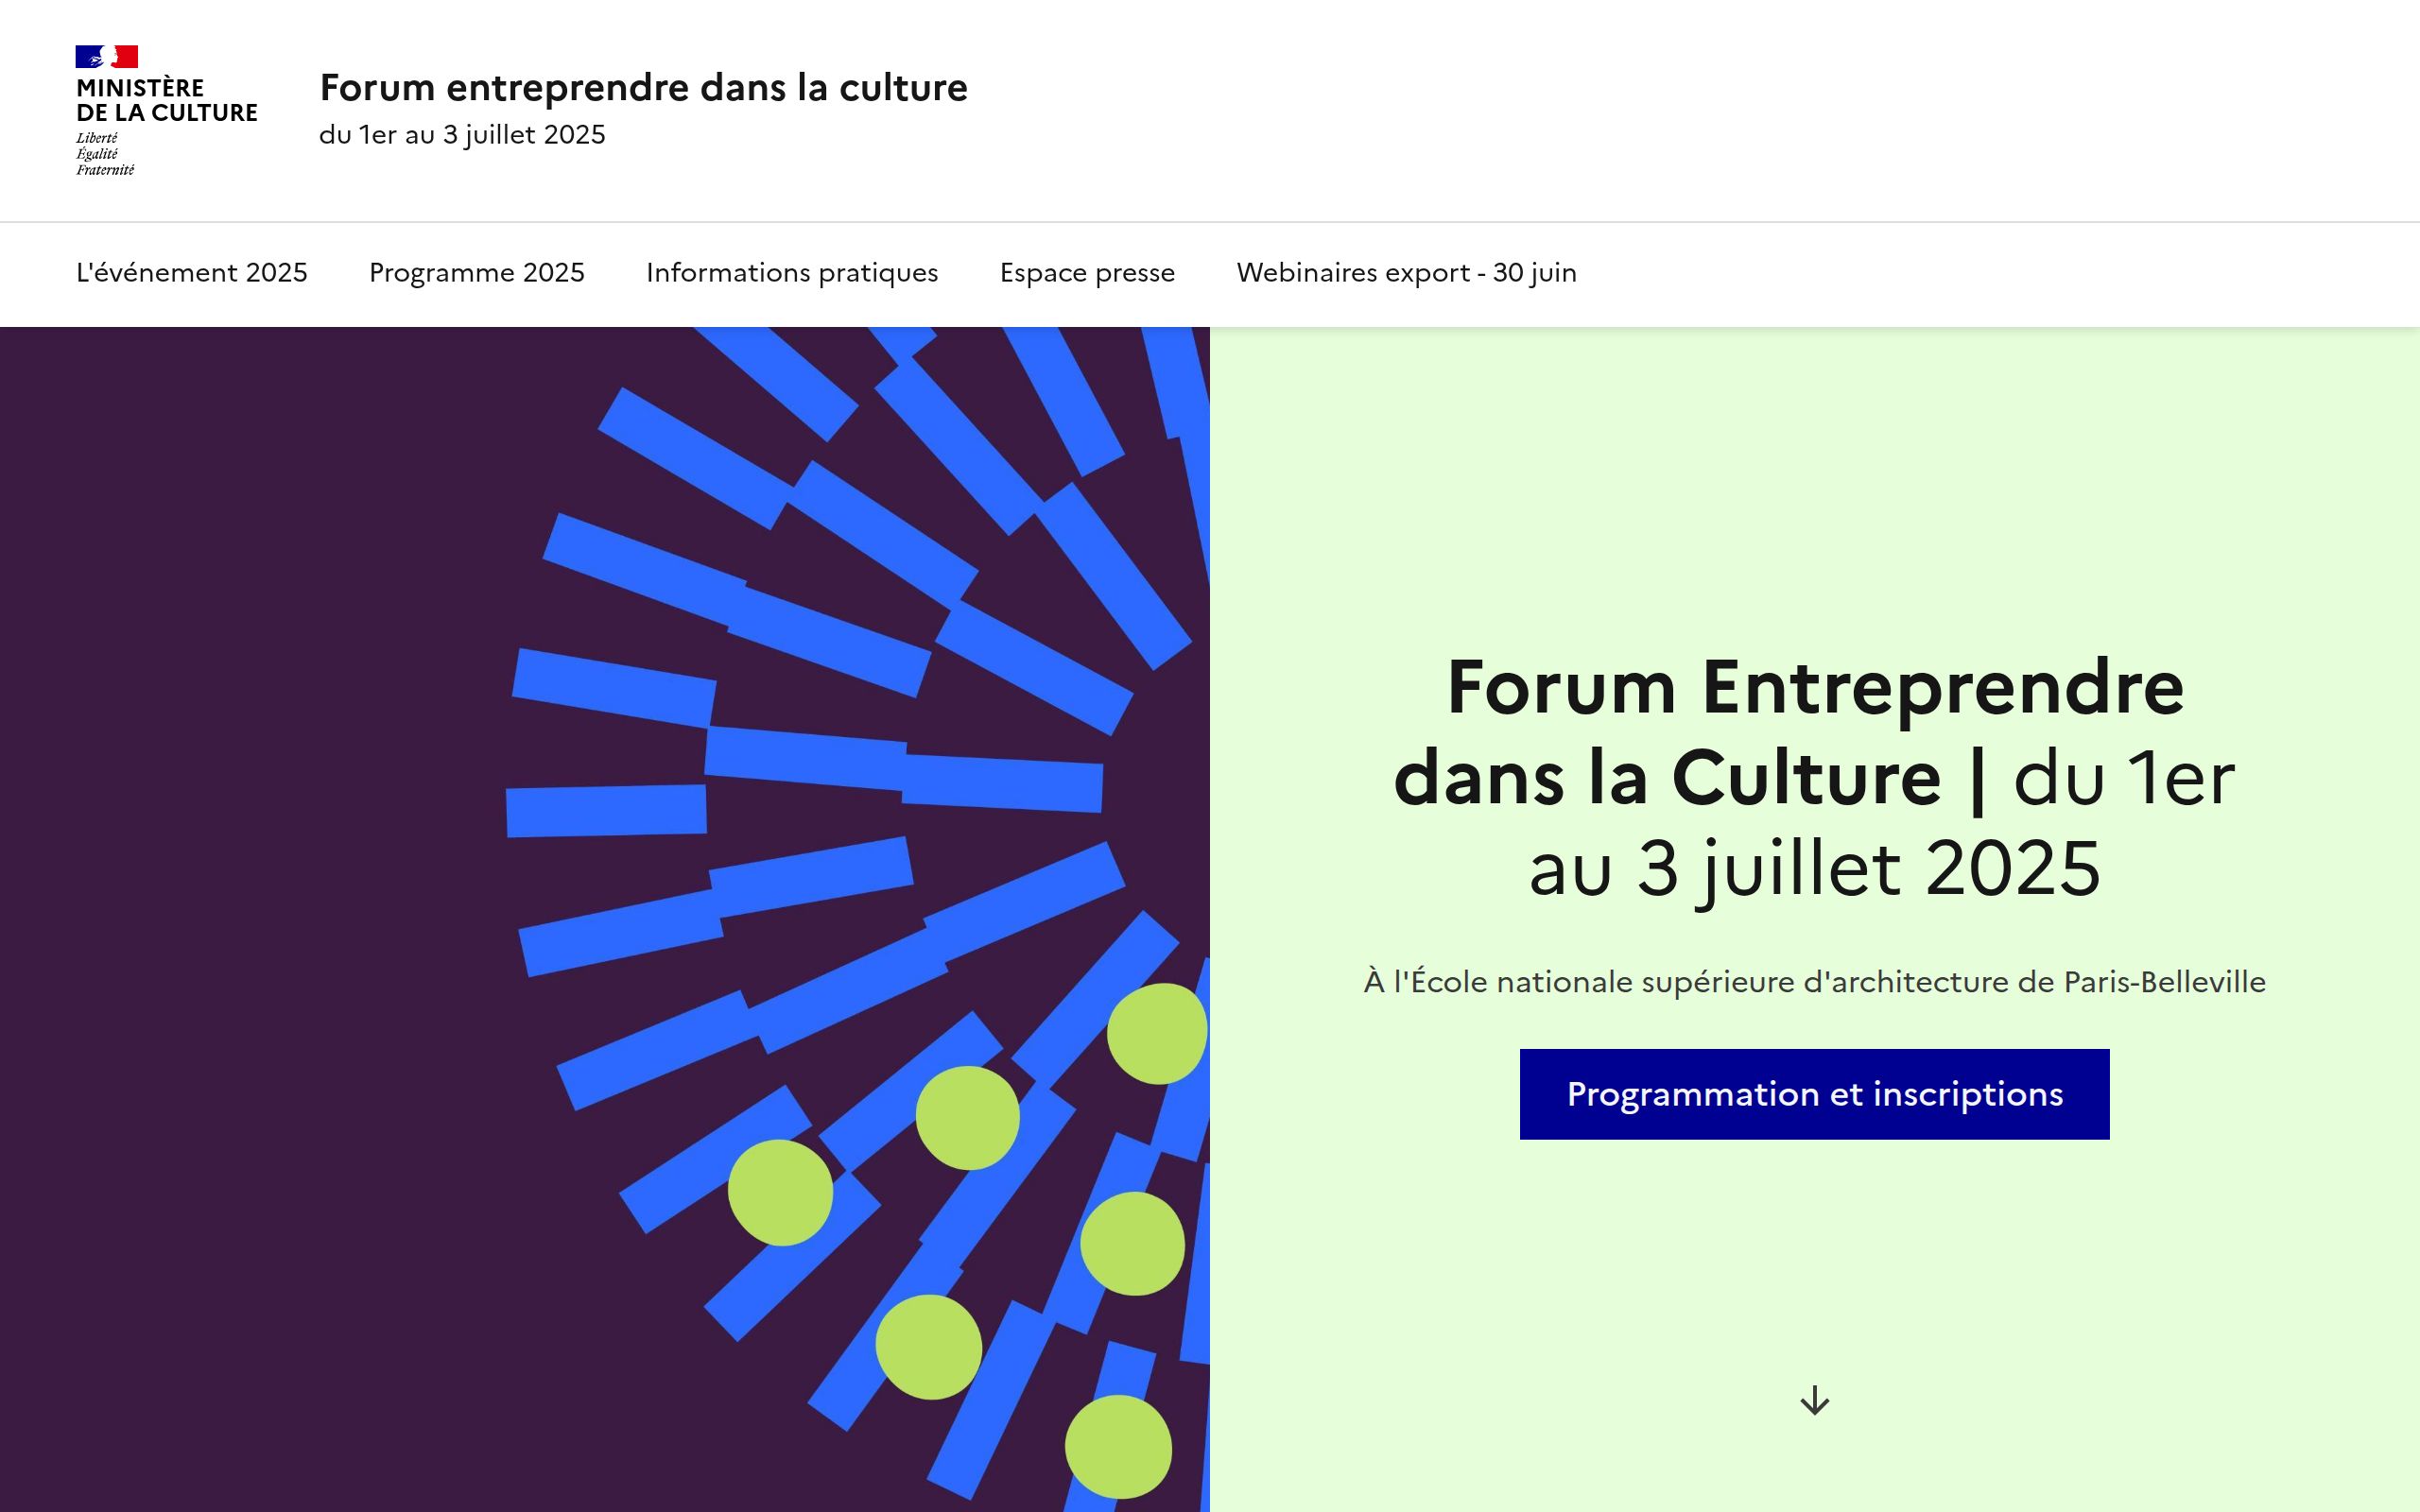 MINISTÈRE
DE LA CULTURE
Liberté
Égalité
Fraternité
Forum entreprendre dans la culture
du 1er au 3 juillet 2025
L'événement 2025
Programme 2025
Informations pratiques
Espace presse
Webinaires export - 30 juin
Forum Entreprendre
dans la Culture | du 1er
au 3 juillet 2025
À l'École nationale supérieure d'architecture de Paris-Belleville
Programmation et inscriptions